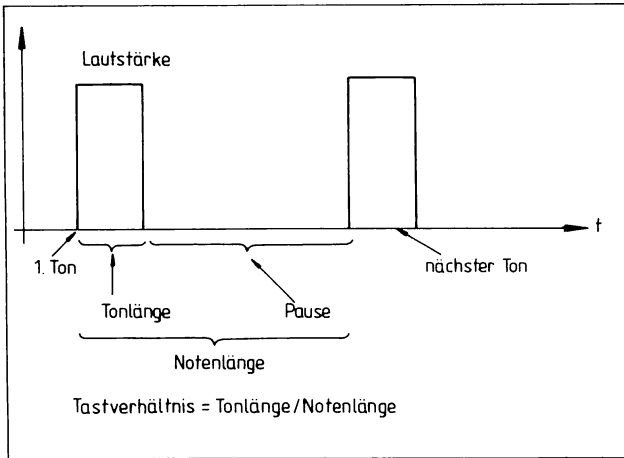 Lautstärke
t
1. Ton
nächster Ton
Tonlänge
Pause
Notenlänge
Tastverhältnis = Tonlänge/Notenlänge